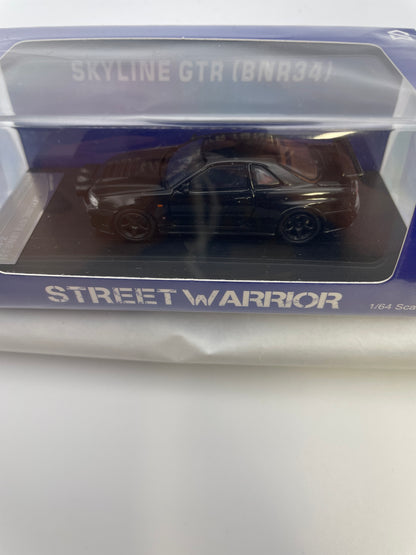 SKYLINE GTR (BNR34)
STREET WARRIOR
1/64 Sca